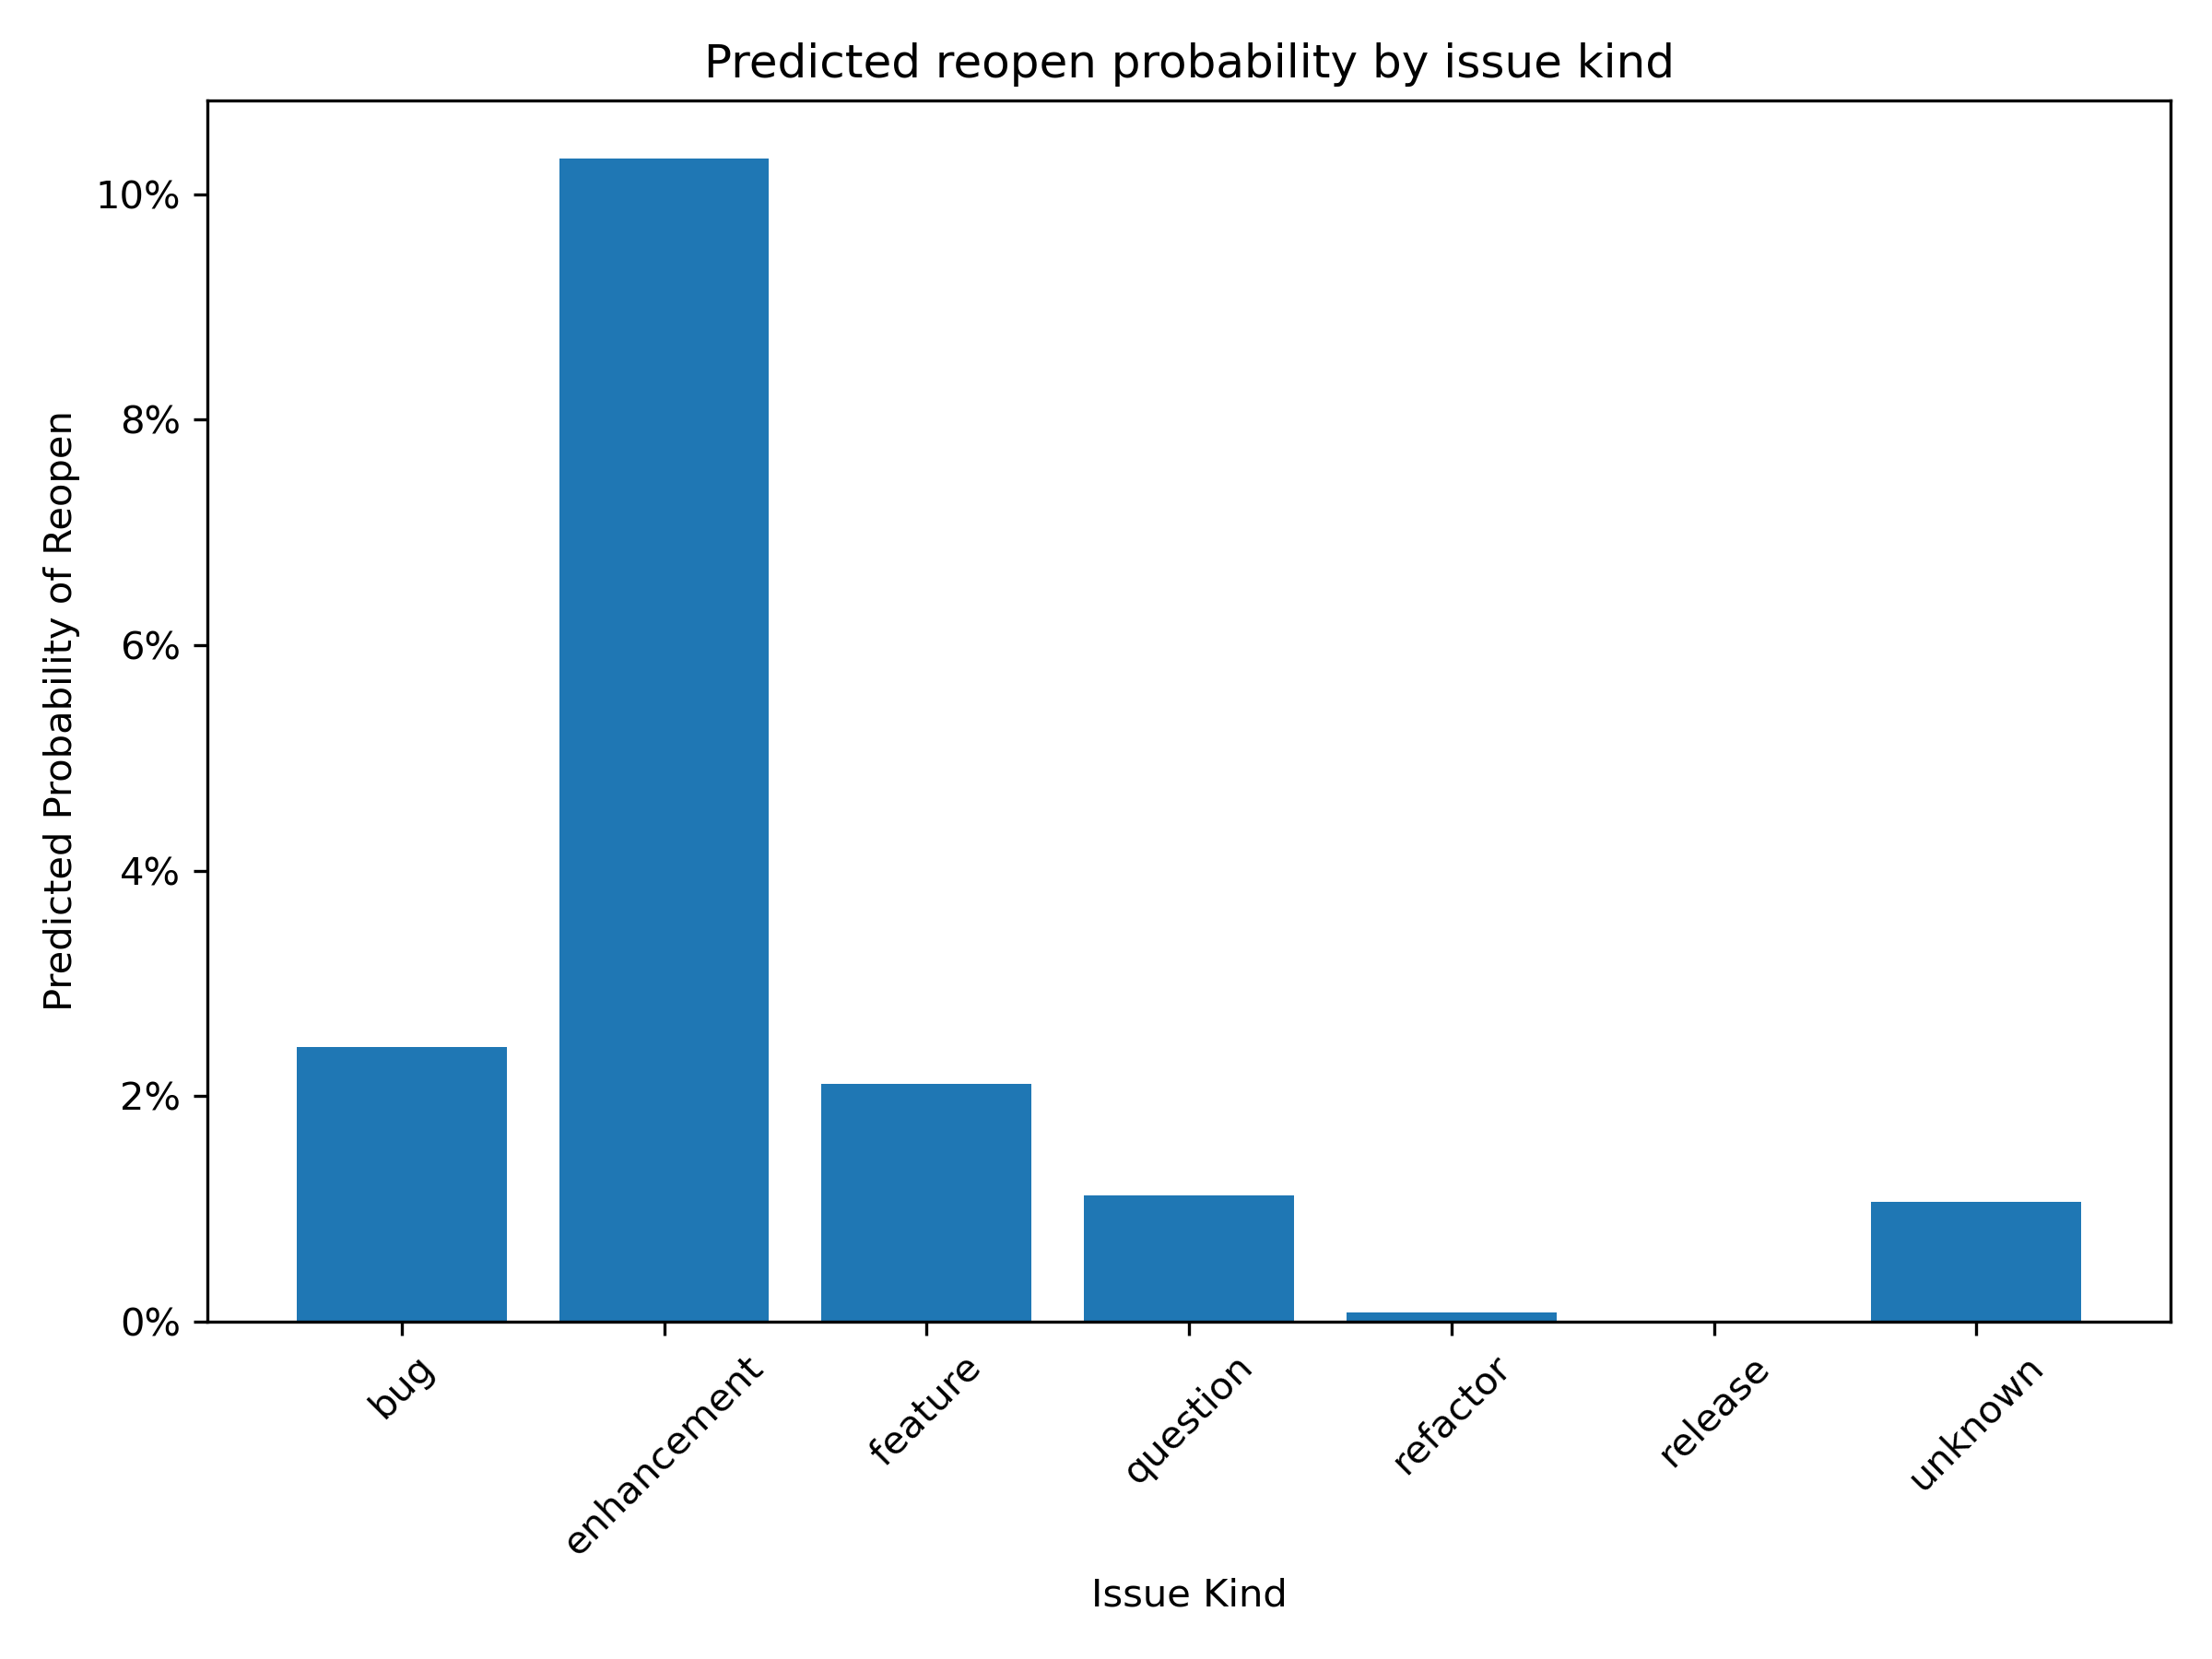 Predicted reopen probability by issue kind
Predicted Probability of Reopen
10%
8%
6%
4%
2%
0%
bug
enhancement
feature
question
refactor
release
unknown
Issue Kind